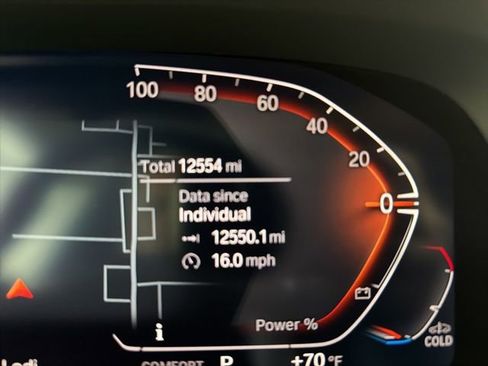 100 80 60 40 20 0
Total 12554 mi
Data since
Individual
12550.1 mi
16.0 mph
i
Power %
COLD
COMFORT P +70 °F